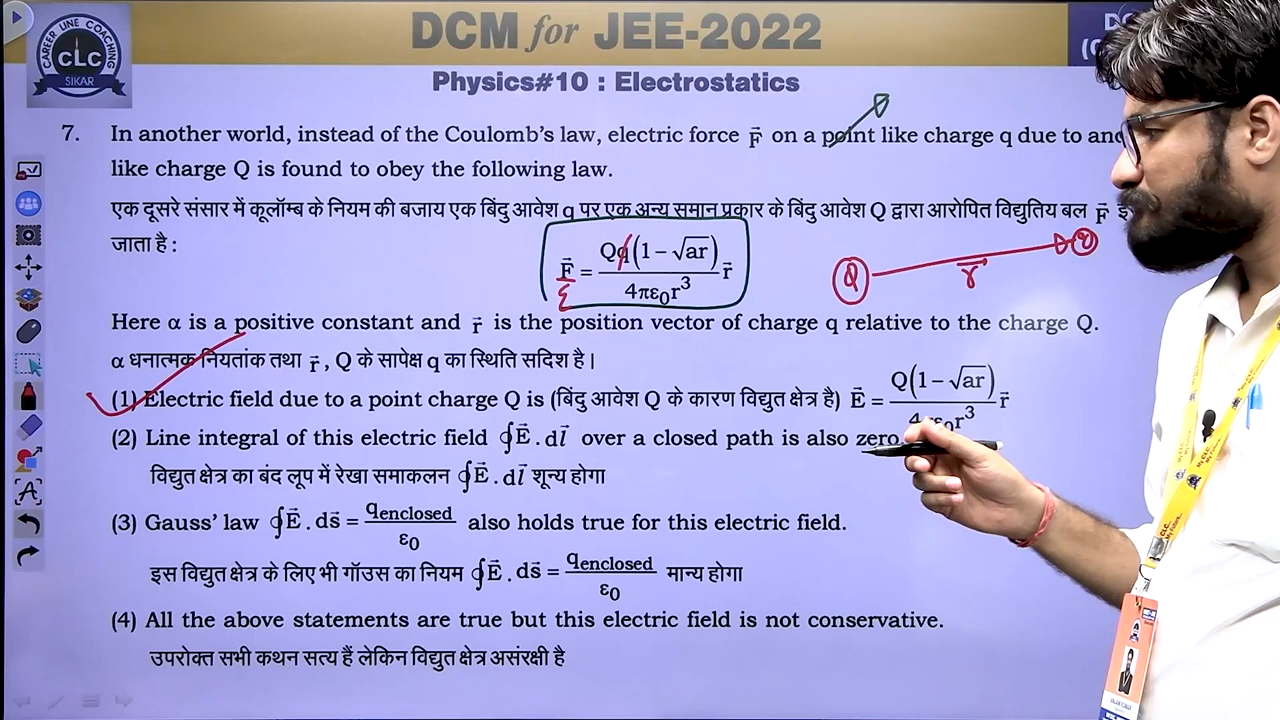 CAREER LINE COACHING
CLC
SIKAR
DCM for JEE-2022
Physics#10 : Electrostatics
7. In another world, instead of the Coulomb's law, electric force F⃗ on a point like charge q due to
like charge Q is found to obey the following law.
एक दूसरे संसार में कूलॉम्ब के नियम की बजाय एक बिंदु आवेश q पर एक अन्य समान प्रकार के बिंदु आवेश Q द्वारा आरोपित विद्युतिय बल F⃗
जाता है :
F⃗ = Qq(1 − √ar) / 4πε₀r³ r⃗
Q r⃗
Here α is a positive constant and r⃗ is the position vector of charge q relative to the charge Q.
α धनात्मक नियतांक तथा r⃗, Q के सापेक्ष q का स्थिति सदिश है।
(1) Electric field due to a point charge Q is (बिंदु आवेश Q के कारण विद्युत क्षेत्र है) E⃗ = Q(1 − √ar) / 4πε₀r³ r⃗
(2) Line integral of this electric field ∮E⃗ . dl⃗ over a closed path is also zero
विद्युत क्षेत्र का बंद लूप में रेखा समाकलन ∮E⃗ . dl⃗ शून्य होगा
(3) Gauss' law ∮E⃗ . ds⃗ = qenclosed / ε₀ also holds true for this electric field.
इस विद्युत क्षेत्र के लिए भी गॉउस का नियम ∮E⃗ . ds⃗ = qenclosed / ε₀ मान्य होगा
(4) All the above statements are true but this electric field is not conservative.
उपरोक्त सभी कथन सत्य हैं लेकिन विद्युत क्षेत्र असंरक्षी है